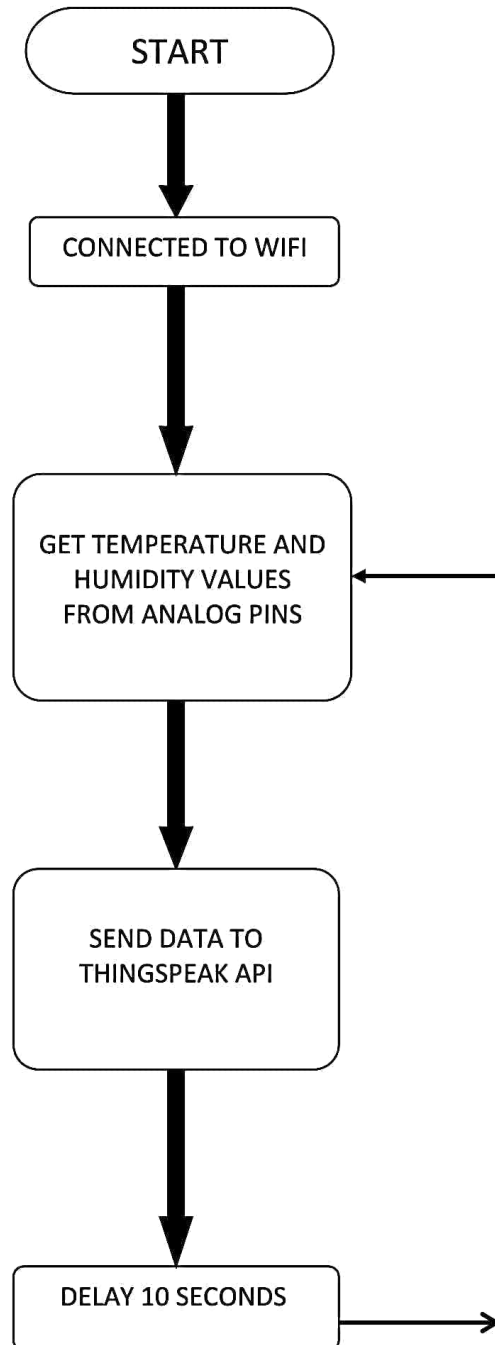 START
CONNECTED TO WIFI
GET TEMPERATURE AND
HUMIDITY VALUES
FROM ANALOG PINS
SEND DATA TO
THINGSPEAK API
DELAY 10 SECONDS